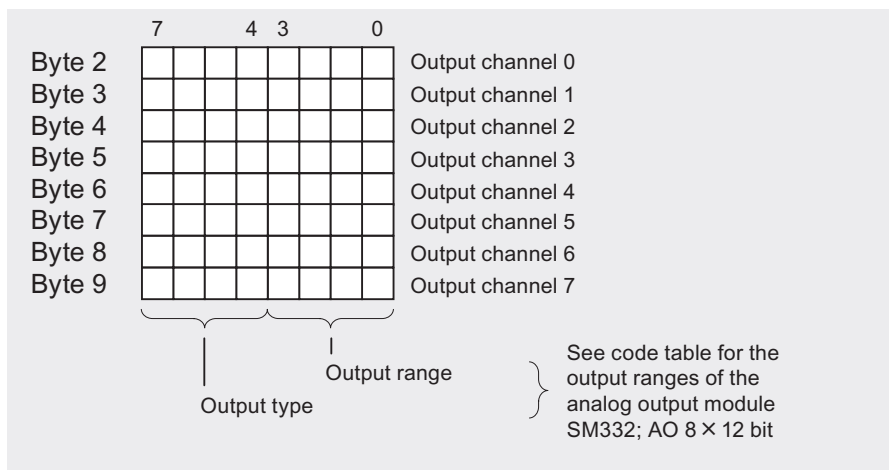 7 4 3 0
Byte 2 Output channel 0
Byte 3 Output channel 1
Byte 4 Output channel 2
Byte 5 Output channel 3
Byte 6 Output channel 4
Byte 7 Output channel 5
Byte 8 Output channel 6
Byte 9 Output channel 7
Output range
Output type
See code table for the
output ranges of the
analog output module
SM332; AO 8 × 12 bit